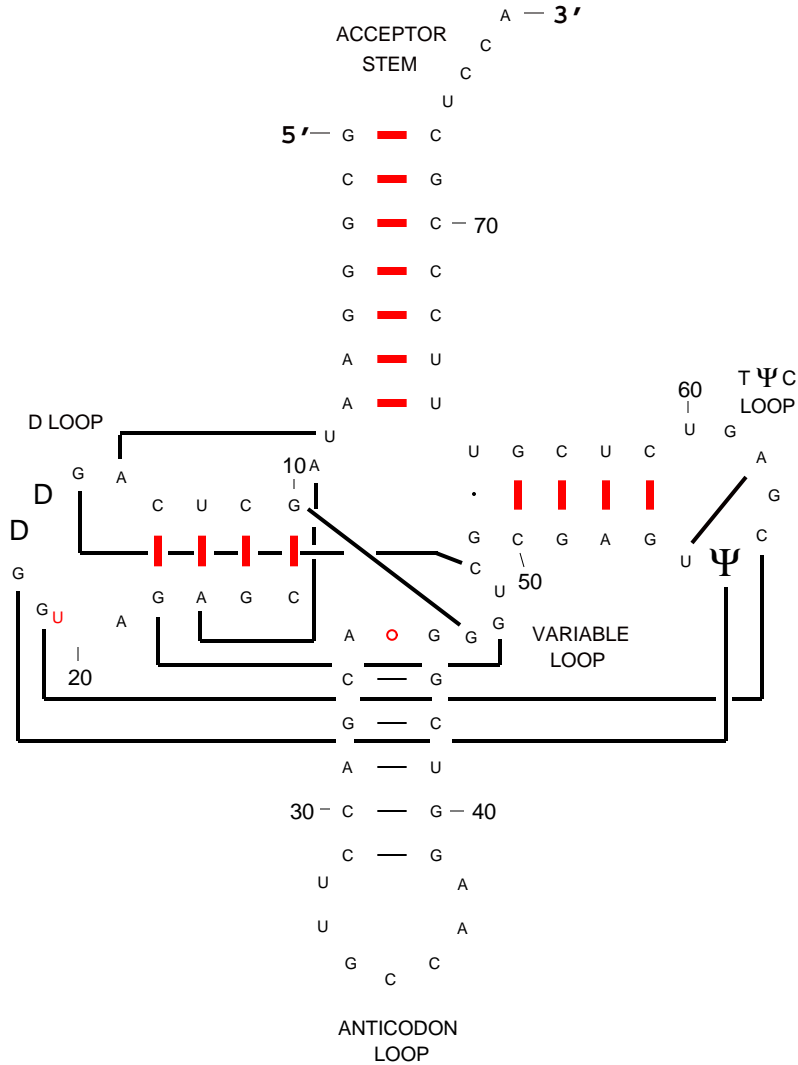 A 3′
ACCEPTOR
STEM
C
C
U
5′ G C
C G
G C 70
G C
G C
A U
A U
60
T Ψ C
LOOP
D LOOP
U
U G C U C U G
G A
10 A
A
D
C U C G
G
D
G C G A G U Ψ C
C
50
G
G A G C
U
G U
A
A G G G
VARIABLE
LOOP
20
C G
G C
A U
30 C G 40
C G
U A
U A
G C
C
ANTICODON
LOOP